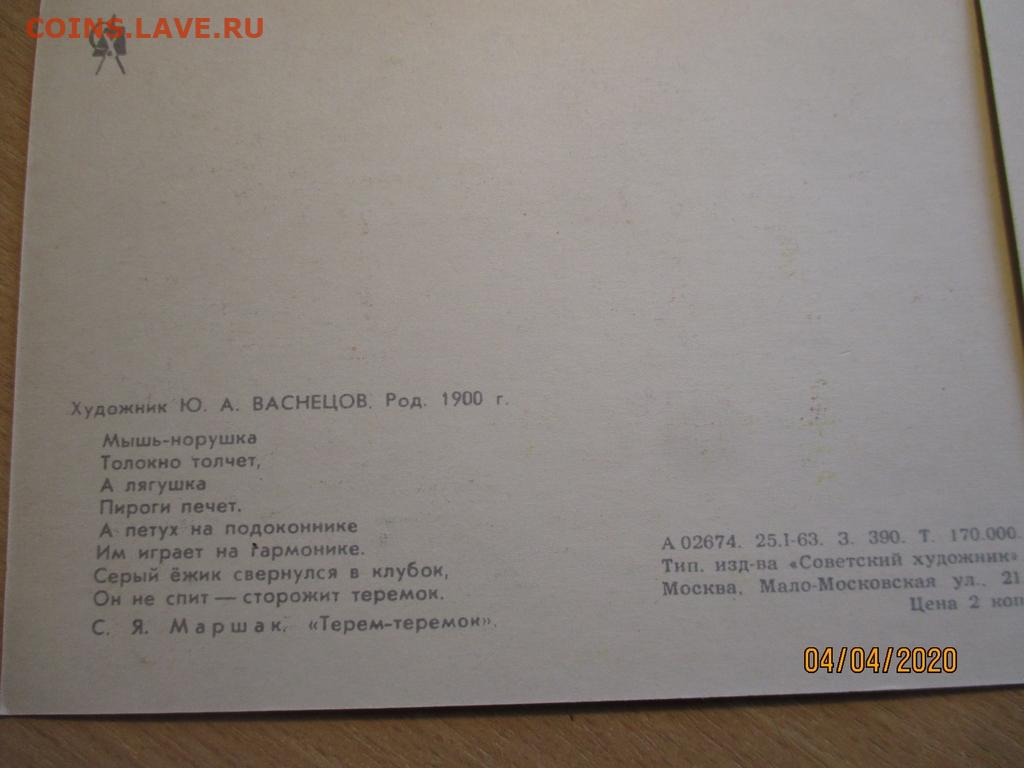 COINS.LAVE.RU
Художник Ю. А. ВАСНЕЦОВ. Род. 1900 г.
Мышь-норушка
Толокно толчет,
А лягушка
Пироги печет.
А петух на подоконнике
Им играет на гармонике.
Серый ёжик свернулся в клубок,
Он не спит — сторожит теремок.
С. Я. Маршак. «Терем-теремок».
А 02674. 25.I-63. З. 390. Т. 170.000.
Тип. изд-ва «Советский художник»
Москва, Мало-Московская ул., 21
Цена 2 коп
04/04/2020